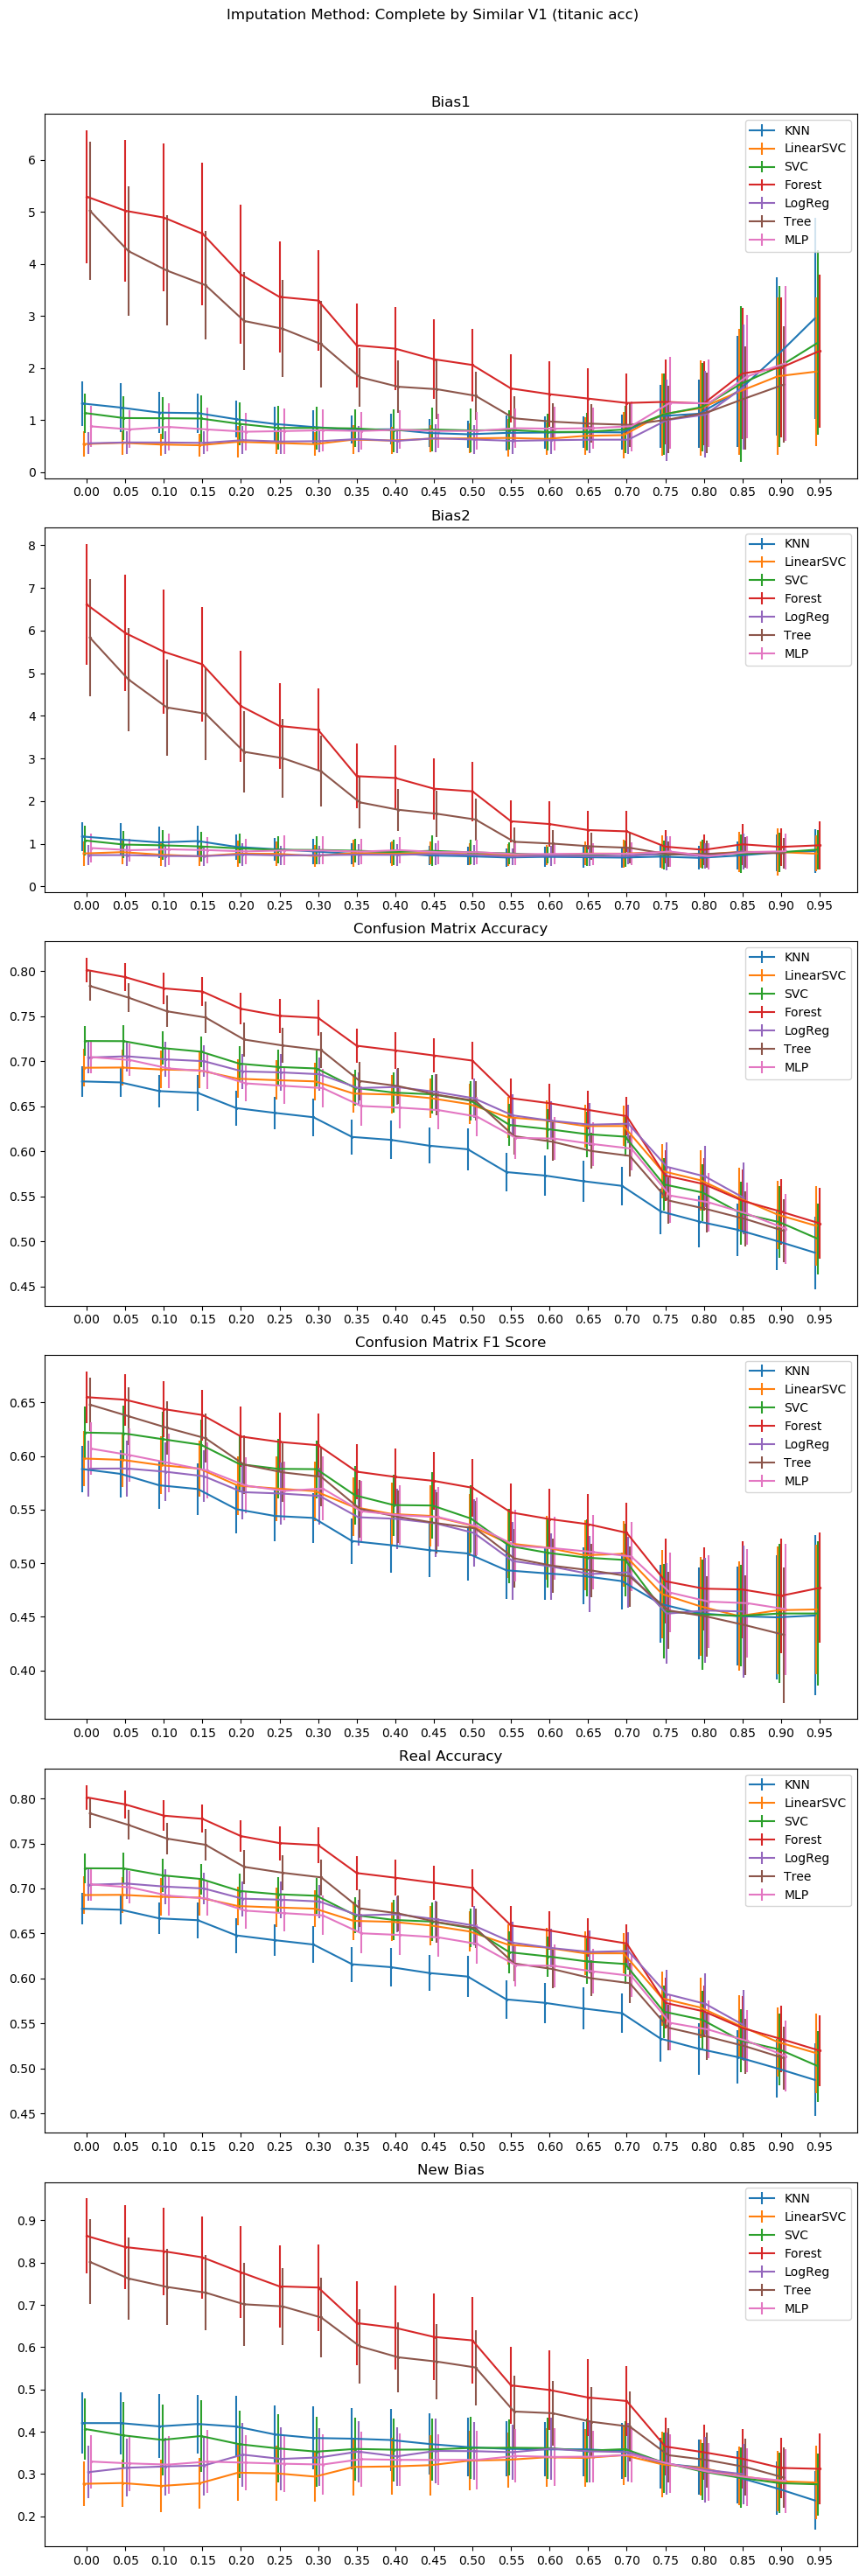 Imputation Method: Complete by Similar V1 (titanic acc)
Bias1
6
5
4
3
2
1
0
KNN
LinearSVC
SVC
Forest
LogReg
Tree
MLP
0.00 0.05 0.10 0.15 0.20 0.25 0.30 0.35 0.40 0.45 0.50 0.55 0.60 0.65 0.70 0.75 0.80 0.85 0.90 0.95
Bias2
8
7
6
5
4
3
2
1
0
KNN
LinearSVC
SVC
Forest
LogReg
Tree
MLP
0.00 0.05 0.10 0.15 0.20 0.25 0.30 0.35 0.40 0.45 0.50 0.55 0.60 0.65 0.70 0.75 0.80 0.85 0.90 0.95
Confusion Matrix Accuracy
0.80
0.75
0.70
0.65
0.60
0.55
0.50
0.45
KNN
LinearSVC
SVC
Forest
LogReg
Tree
MLP
0.00 0.05 0.10 0.15 0.20 0.25 0.30 0.35 0.40 0.45 0.50 0.55 0.60 0.65 0.70 0.75 0.80 0.85 0.90 0.95
Confusion Matrix F1 Score
0.65
0.60
0.55
0.50
0.45
0.40
KNN
LinearSVC
SVC
Forest
LogReg
Tree
MLP
0.00 0.05 0.10 0.15 0.20 0.25 0.30 0.35 0.40 0.45 0.50 0.55 0.60 0.65 0.70 0.75 0.80 0.85 0.90 0.95
Real Accuracy
0.80
0.75
0.70
0.65
0.60
0.55
0.50
0.45
KNN
LinearSVC
SVC
Forest
LogReg
Tree
MLP
0.00 0.05 0.10 0.15 0.20 0.25 0.30 0.35 0.40 0.45 0.50 0.55 0.60 0.65 0.70 0.75 0.80 0.85 0.90 0.95
New Bias
0.9
0.8
0.7
0.6
0.5
0.4
0.3
0.2
KNN
LinearSVC
SVC
Forest
LogReg
Tree
MLP
0.00 0.05 0.10 0.15 0.20 0.25 0.30 0.35 0.40 0.45 0.50 0.55 0.60 0.65 0.70 0.75 0.80 0.85 0.90 0.95